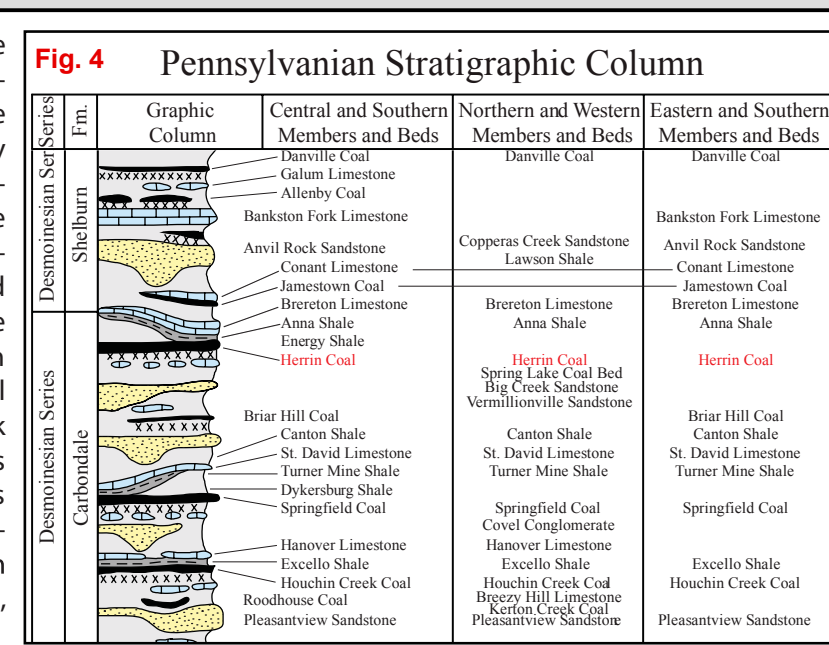 Fig. 4
Pennsylvanian Stratigraphic Column
Series
Fm.
Graphic
Column
Central and Southern
Members and Beds
Northern and Western
Members and Beds
Eastern and Southern
Members and Beds
Desmoinesian Ser
Shelburn
Desmoinesian Series
Carbondale
Danville Coal
Galum Limestone
Allenby Coal
Bankston Fork Limestone
Anvil Rock Sandstone
Conant Limestone
Jamestown Coal
Brereton Limestone
Anna Shale
Energy Shale
Herrin Coal
Briar Hill Coal
Canton Shale
St. David Limestone
Turner Mine Shale
Dykersburg Shale
Springfield Coal
Hanover Limestone
Excello Shale
Houchin Creek Coal
Roodhouse Coal
Pleasantview Sandstone
Danville Coal
Copperas Creek Sandstone
Lawson Shale
Brereton Limestone
Anna Shale
Herrin Coal
Spring Lake Coal Bed
Big Creek Sandstone
Vermillionville Sandstone
Canton Shale
St. David Limestone
Turner Mine Shale
Springfield Coal
Covel Conglomerate
Hanover Limestone
Excello Shale
Houchin Creek Coal
Breezy Hill Limestone
Kerton Creek Coal
Pleasantview Sandstone
Danville Coal
Bankston Fork Limestone
Anvil Rock Sandstone
Conant Limestone
Jamestown Coal
Brereton Limestone
Anna Shale
Herrin Coal
Briar Hill Coal
Canton Shale
St. David Limestone
Turner Mine Shale
Springfield Coal
Excello Shale
Houchin Creek Coal
Pleasantview Sandstone